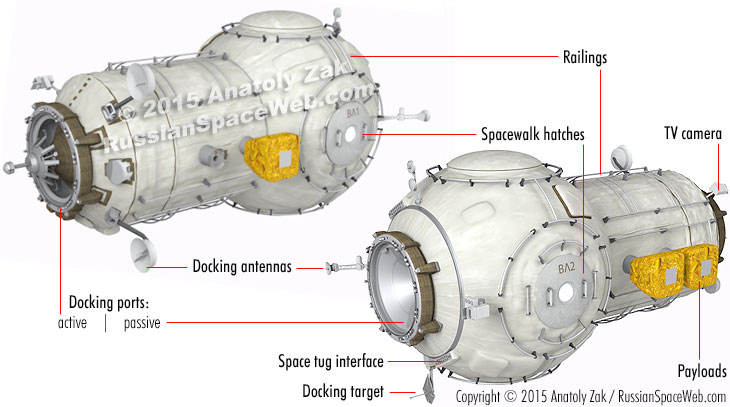 © 2015 Anatoly Zak
RussianSpaceWeb.com
Railings
ВЛ1
Spacewalk hatches
TV camera
ВЛ2
Docking antennas
Docking ports:
active | passive
Space tug interface
Docking target
Payloads
Copyright © 2015 Anatoly Zak / RussianSpaceWeb.com